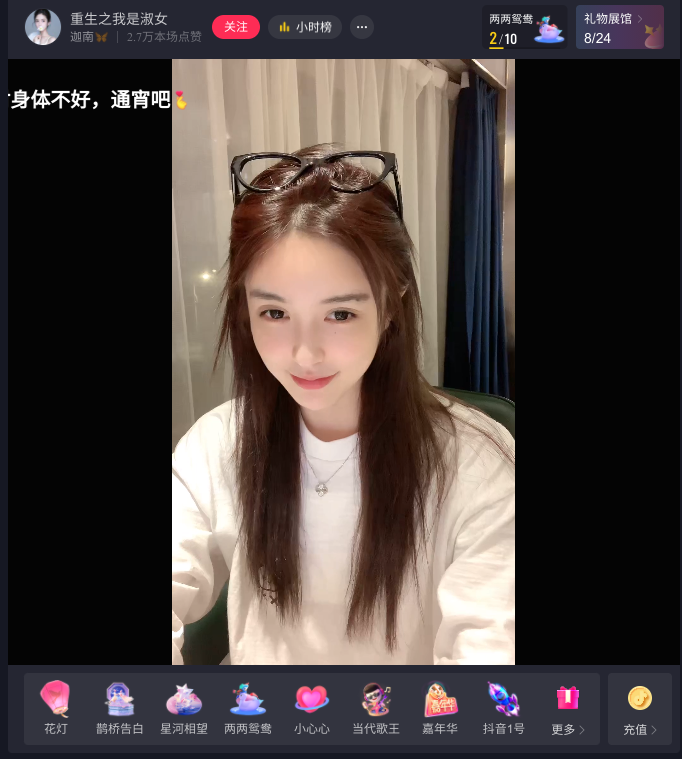 重生之我是淑女
迦南 | 2.7万本场点赞
关注
小时榜
两两鸳鸯
2/10
礼物展馆
8/24
身体不好，通宵吧
花灯
鹊桥告白
星河相望
两两鸳鸯
小心心
当代歌王
嘉年华
抖音1号
更多
充值